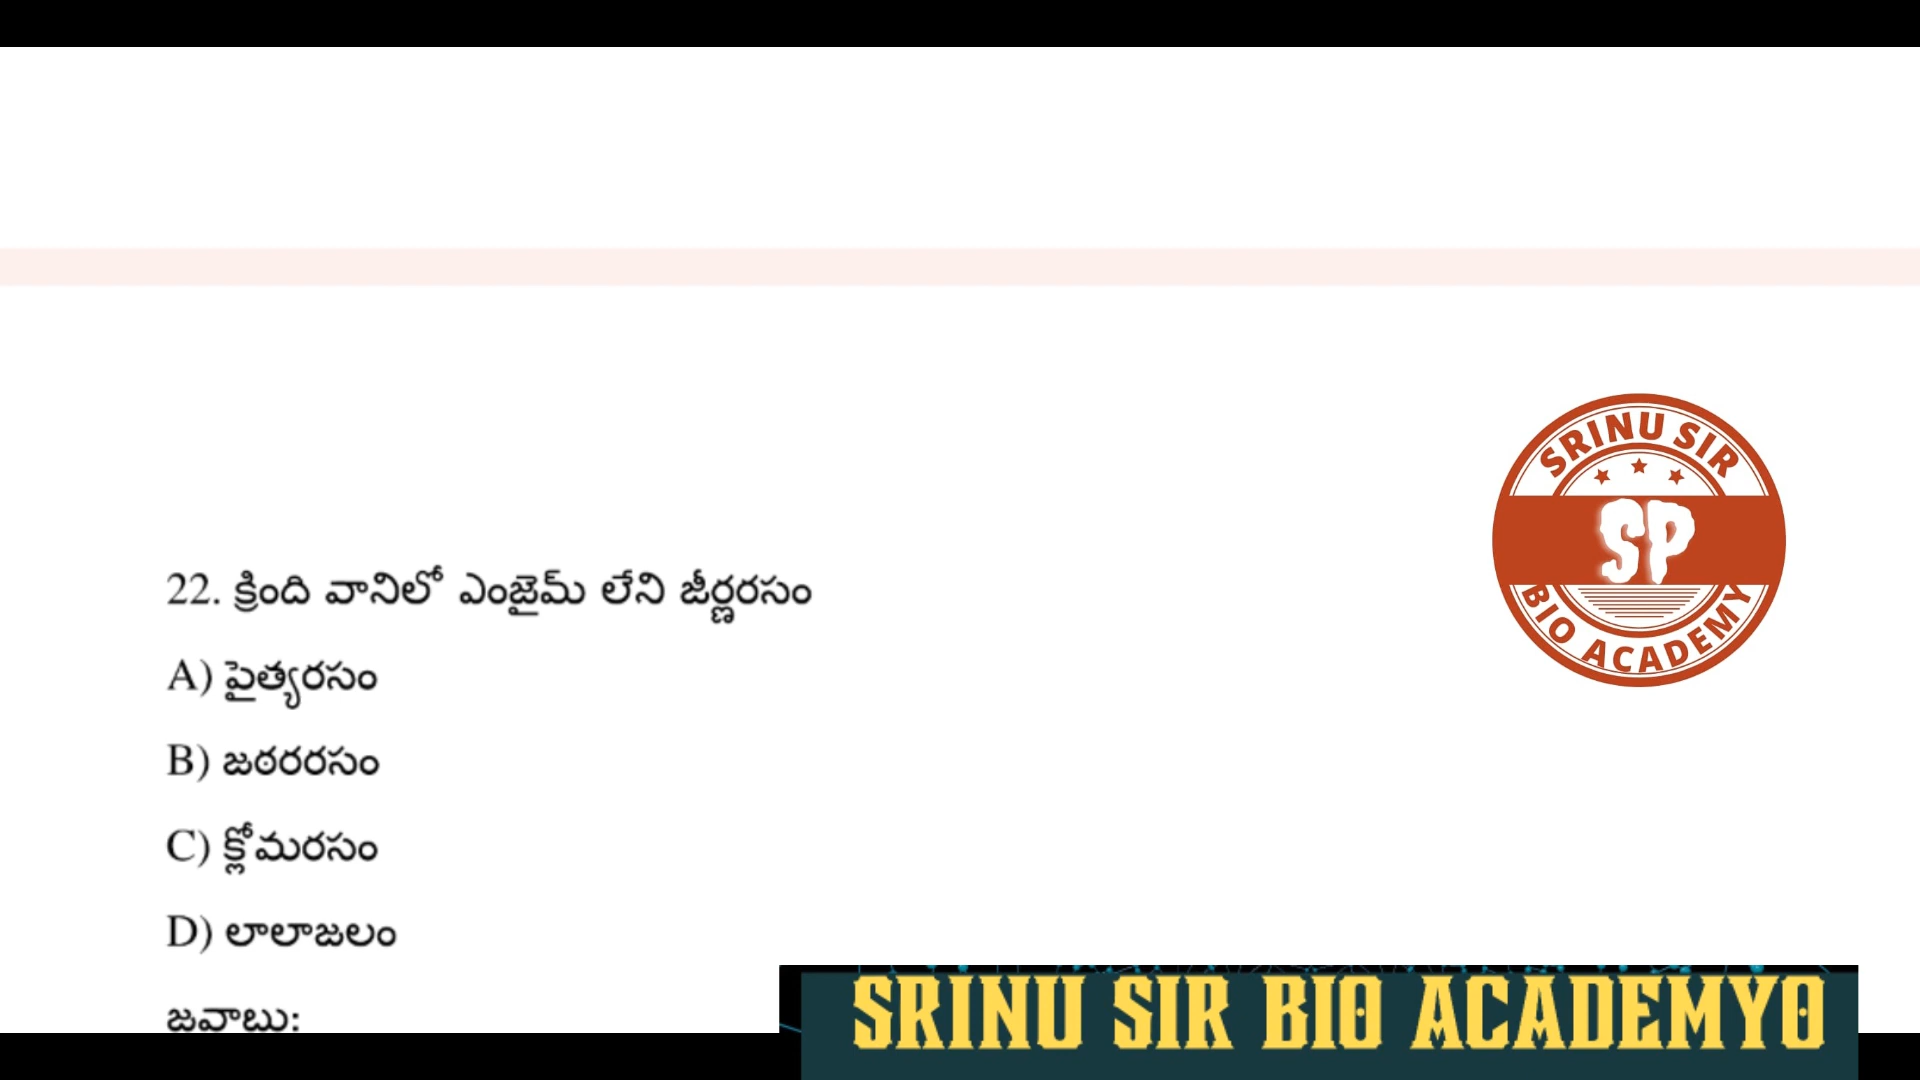 SRINU SIR
SP
BIO ACADEMY
22. క్రింది వానిలో ఎంజైమ్ లేని జీర్ణరసం
A) పైత్యరసం
B) జఠరరసం
C) క్లోమరసం
D) లాలాజలం
జవాబు:
SRINU SIR BIO ACADEMYO